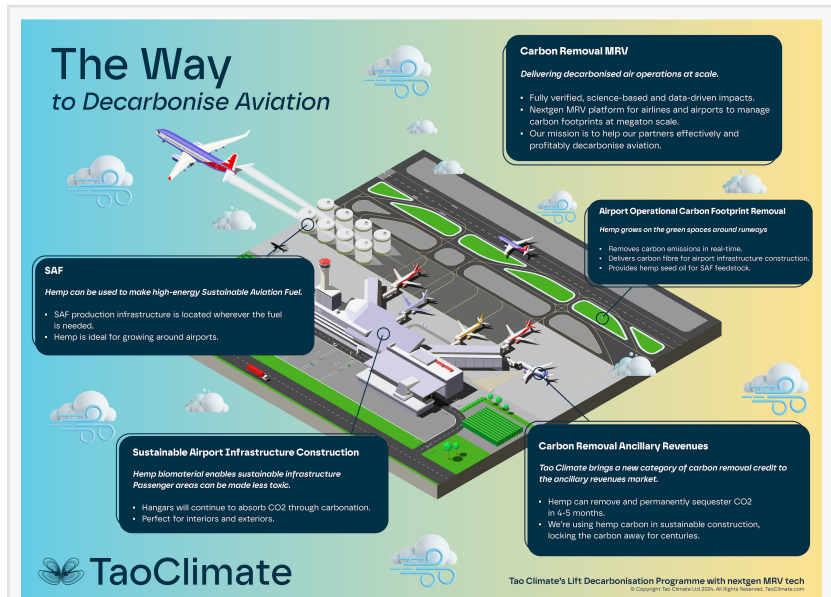 The Way
to Decarbonise Aviation
Carbon Removal MRV
Delivering decarbonised air operations at scale.
• Fully verified, science-based and data-driven impacts.
• Nextgen MRV platform for airlines and airports to manage
carbon footprints at megaton scale.
• Our mission is to help our partners effectively and
profitably decarbonise aviation.
Airport Operational Carbon Footprint Removal
Hemp grows on the green spaces around runways
• Removes carbon emissions in real-time.
• Delivers carbon fibre for airport infrastructure construction.
• Provides hemp seed oil for SAF feedstock.
SAF
Hemp can be used to make high-energy Sustainable Aviation Fuel.
• SAF production infrastructure is located wherever the fuel
is needed.
• Hemp is ideal for growing around airports.
Sustainable Airport Infrastructure Construction
Hemp biomaterial enables sustainable infrastructure
Passenger areas can be made less toxic.
• Hangars will continue to absorb CO2 through carbonation.
• Perfect for interiors and exteriors.
Carbon Removal Ancillary Revenues
Tao Climate brings a new category of carbon removal credit to
the ancillary revenues market.
• Hemp can remove and permanently sequester CO2
in 4-5 months.
• We're using hemp carbon in sustainable construction,
locking the carbon away for centuries.
TaoClimate
Tao Climate's Lift Decarbonisation Programme with nextgen MRV tech
© Copyright Tao Climate Ltd 2024. All Rights Reserved. TaoClimate.com